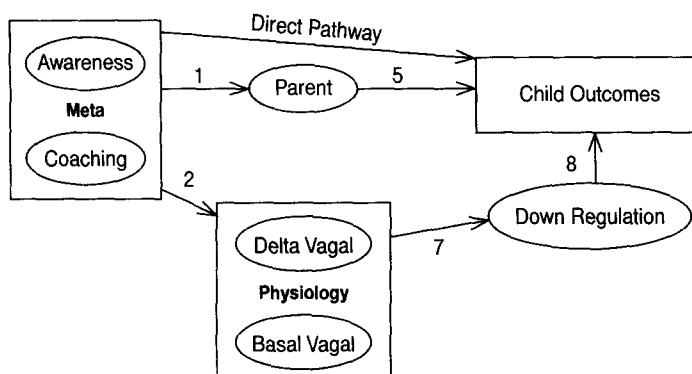 Direct Pathway
Awareness
Meta
Coaching
1
Parent
5
Child Outcomes
2
8
Delta Vagal
Physiology
Basal Vagal
7
Down Regulation